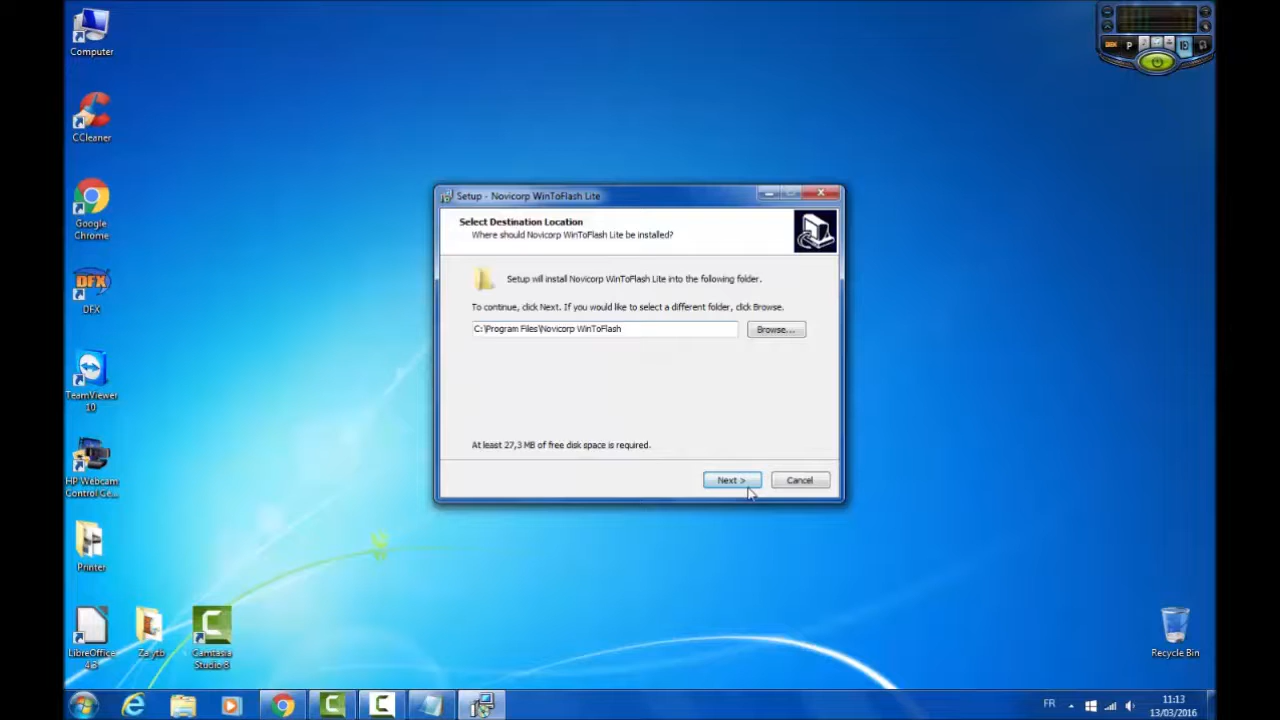 Computer
CCleaner
Google
Chrome
DFX
DFX
TeamViewer
10
HP Webcam
Control Ce...
Printer
LibreOffice
4.3
Zarytb
Camtasia
Studio 8
Setup - Novicorp WinToFlash Lite
Select Destination Location
Where should Novicorp WinToFlash Lite be installed?
Setup will install Novicorp WinToFlash Lite into the following folder.
To continue, click Next. If you would like to select a different folder, click Browse.
C:\Program Files\Novicorp WinToFlash
Browse...
At least 27,3 MB of free disk space is required.
Next >
Cancel
P
Recycle Bin
FR
11:13
13/03/2016